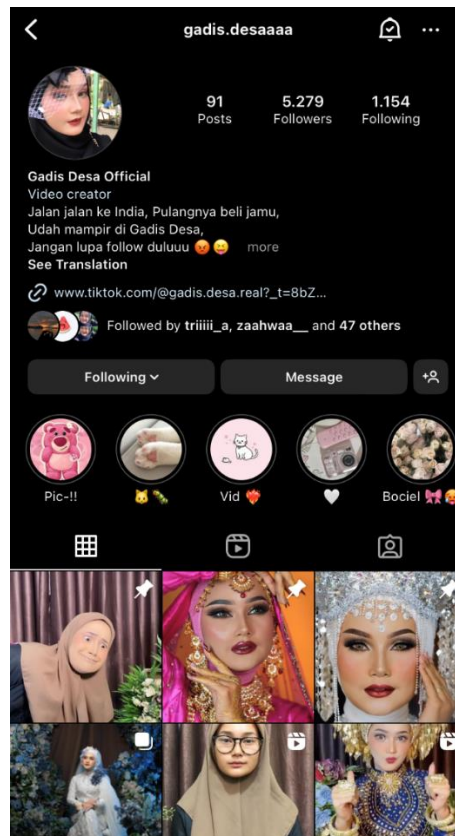 gadis.desaaaa
91 5.279 1.154
Posts Followers Following
Gadis Desa Official
Video creator
Jalan jalan ke India, Pulangnya beli jamu,
Udah mampir di Gadis Desa,
Jangan lupa follow duluuu 😡😝 more
See Translation
www.tiktok.com/@gadis.desa.real?_t=8bZ...
Followed by triiiii_a, zaahwaa__ and 47 others
Following Message
Pic-!! 🐱🐛 Vid ❤️‍🔥 🤍 Bociel 🎀🥵